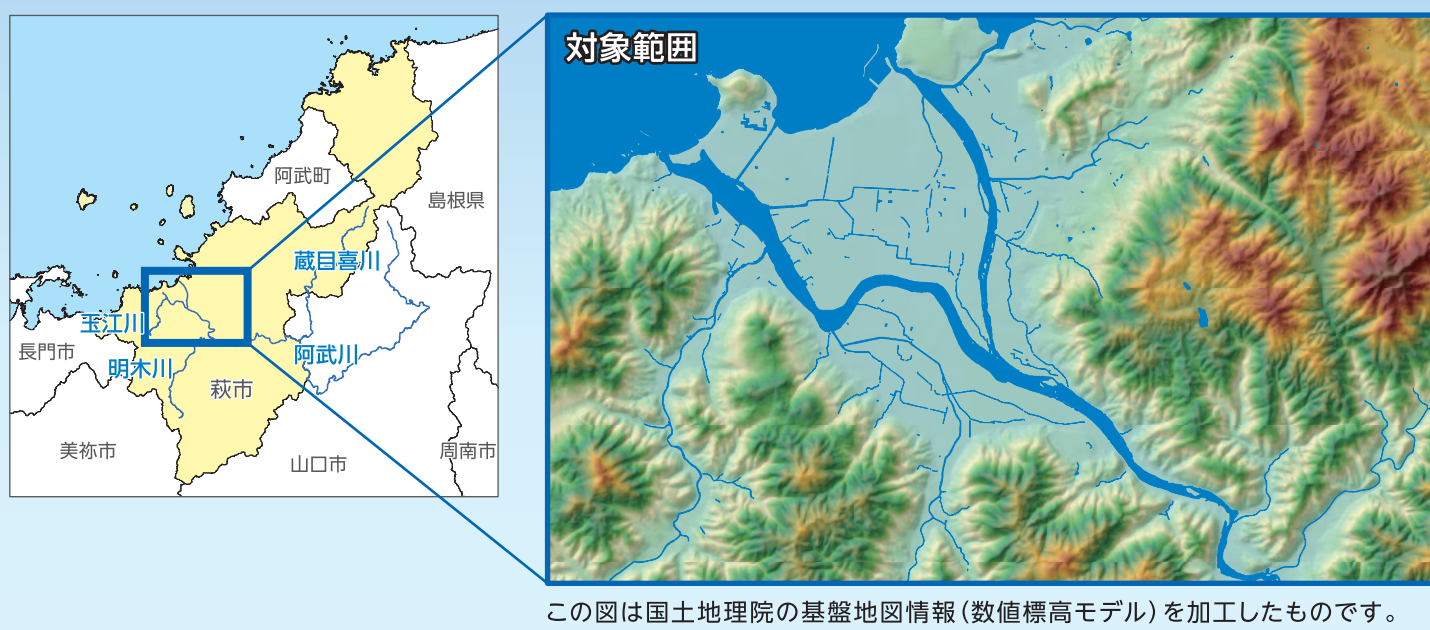 対象範囲
阿武町
島根県
蔵目喜川
玉江川
長門市
明木川
阿武川
萩市
美祢市
山口市
周南市
この図は国土地理院の基盤地図情報(数値標高モデル)を加工したものです。